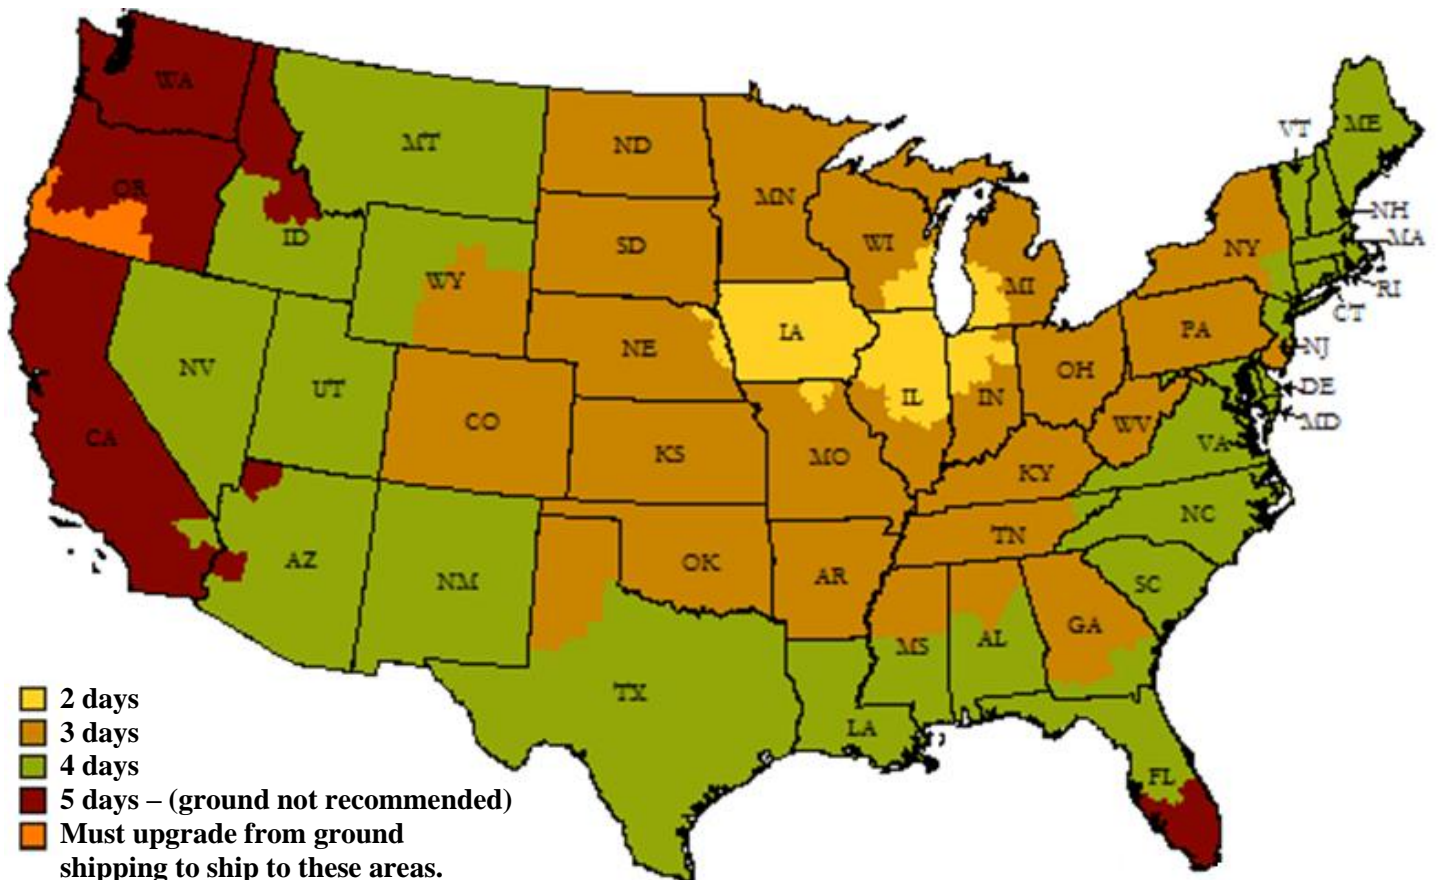 WA
VT
ME
MT
ND
OR
MN
NH
ID
SD
WI
NY
MA
WY
MI
RI
CT
IA
PA
NE
NJ
NV
UT
OH
DE
IL
IN
CO
WV
MD
CA
VA
KS
MO
KY
NC
TN
AZ
OK
NM
AR
SC
GA
AL
MS
TX
LA
FL
2 days
3 days
4 days
5 days – (ground not recommended)
Must upgrade from ground
shipping to ship to these areas.